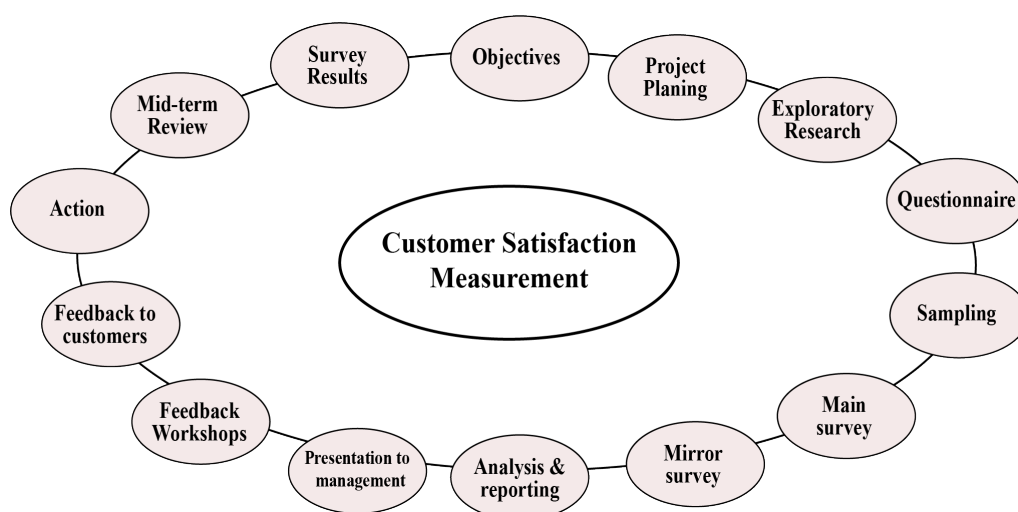 Objectives
Project
Planing
Exploratory
Research
Questionnaire
Sampling
Main
survey
Mirror
survey
Analysis &
reporting
Presentation to
management
Feedback
Workshops
Feedback to
customers
Action
Mid-term
Review
Survey
Results
Customer Satisfaction
Measurement